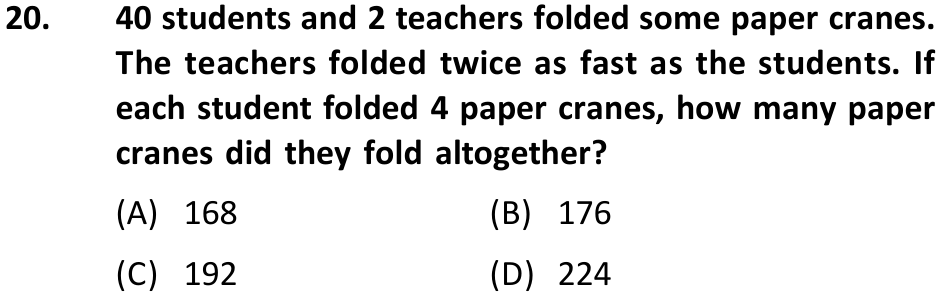 20. 40 students and 2 teachers folded some paper cranes.
The teachers folded twice as fast as the students. If
each student folded 4 paper cranes, how many paper
cranes did they fold altogether?
(A) 168 (B) 176
(C) 192 (D) 224